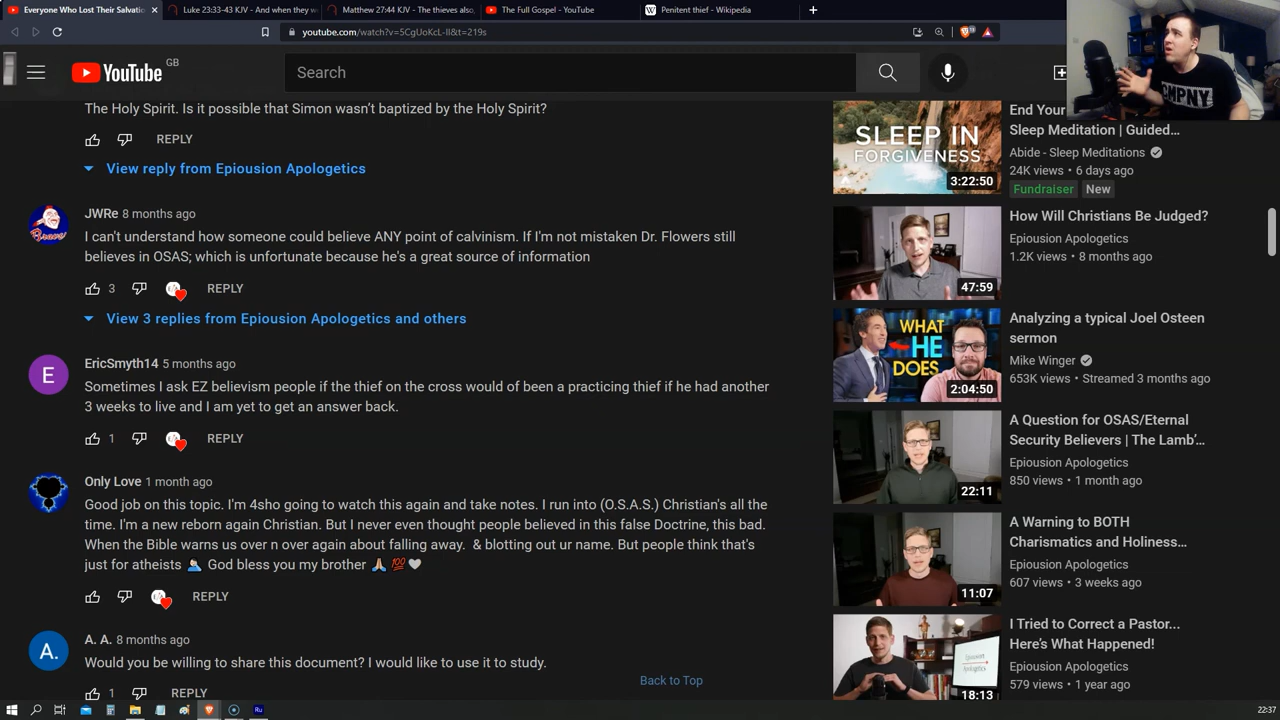 Everyone Who Lost Their Salvatio
Luke 23:33-43 KJV - And when they w
Matthew 27:44 KJV - The thieves also,
The Full Gospel - YouTube
Penitent thief - Wikipedia
youtube.com/watch?v=5CgUoKcL-lI&t=219s
YouTube GB
Search
CMPNY
The Holy Spirit. Is it possible that Simon wasn't baptized by the Holy Spirit?
REPLY
View reply from Epiousion Apologetics
JWRe 8 months ago
I can't understand how someone could believe ANY point of calvinism. If I'm not mistaken Dr. Flowers still
believes in OSAS; which is unfortunate because he's a great source of information
3 REPLY
View 3 replies from Epiousion Apologetics and others
E
EricSmyth14 5 months ago
Sometimes I ask EZ believism people if the thief on the cross would of been a practicing thief if he had another
3 weeks to live and I am yet to get an answer back.
1 REPLY
Only Love 1 month ago
Good job on this topic. I'm 4sho going to watch this again and take notes. I run into (O.S.A.S.) Christian's all the
time. I'm a new reborn again Christian. But I never even thought people believed in this false Doctrine, this bad.
When the Bible warns us over n over again about falling away. & blotting out ur name. But people think that's
just for atheists 🤦🏻 God bless you my brother 🙏🏼 💯🤍
REPLY
A.
A. A. 8 months ago
Would you be willing to share this document? I would like to use it to study.
1 REPLY
Back to Top
SLEEP IN
FORGIVENESS
3:22:50
End Your
Sleep Meditation | Guided...
Abide - Sleep Meditations
24K views • 6 days ago
Fundraiser New
47:59
How Will Christians Be Judged?
Epiousion Apologetics
1.2K views • 8 months ago
WHAT
HE
DOES
2:04:50
Analyzing a typical Joel Osteen
sermon
Mike Winger
653K views • Streamed 3 months ago
22:11
A Question for OSAS/Eternal
Security Believers | The Lamb'...
Epiousion Apologetics
850 views • 1 month ago
11:07
A Warning to BOTH
Charismatics and Holiness...
Epiousion Apologetics
607 views • 3 weeks ago
18:13
I Tried to Correct a Pastor...
Here's What Happened!
Epiousion Apologetics
579 views • 1 year ago
Ru
22:37